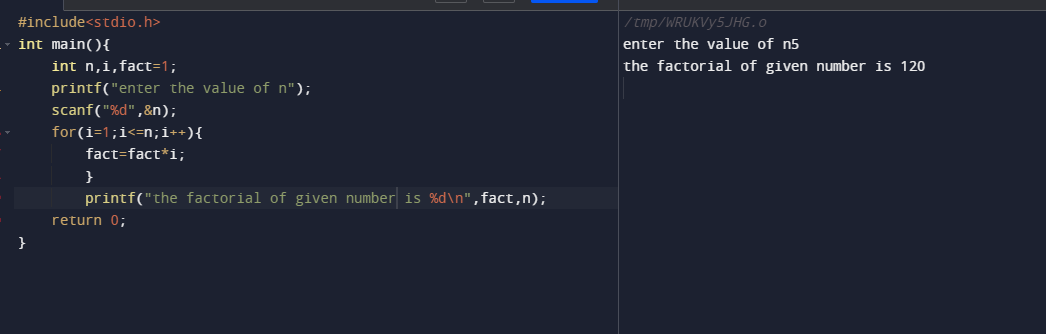 #include<stdio.h>
int main(){
    int n,i,fact=1;
    printf("enter the value of n");
    scanf("%d",&n);
    for(i=1;i<=n;i++){
        fact=fact*i;
        }
        printf("the factorial of given number is %d\n",fact,n);
    return 0;
}
/tmp/WRUKVy5JHG.o
enter the value of n5
the factorial of given number is 120